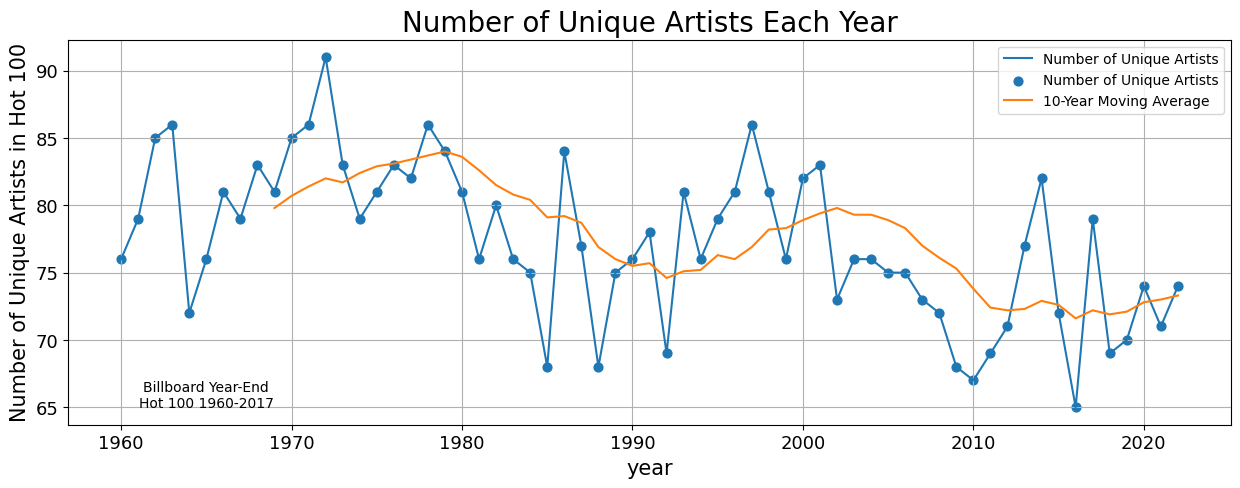 Number of Unique Artists Each Year
Number of Unique Artists in Hot 100
90
85
80
75
70
65
Number of Unique Artists
Number of Unique Artists
10-Year Moving Average
Billboard Year-End
Hot 100 1960-2017
1960 1970 1980 1990 2000 2010 2020
year